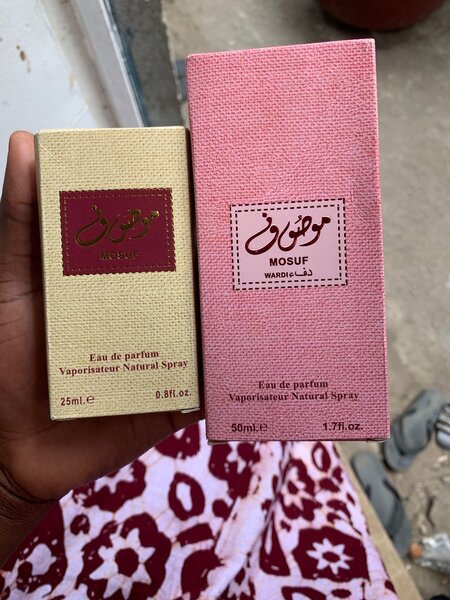 موصوف
MOSUF
Eau de parfum
Vaporisateur Natural Spray
25ml.e 0.8fl.oz.
موصوف
MOSUF
WARDI دفاء
Eau de parfum
Vaporisateur Natural Spray
50ml.e 1.7fl.oz.